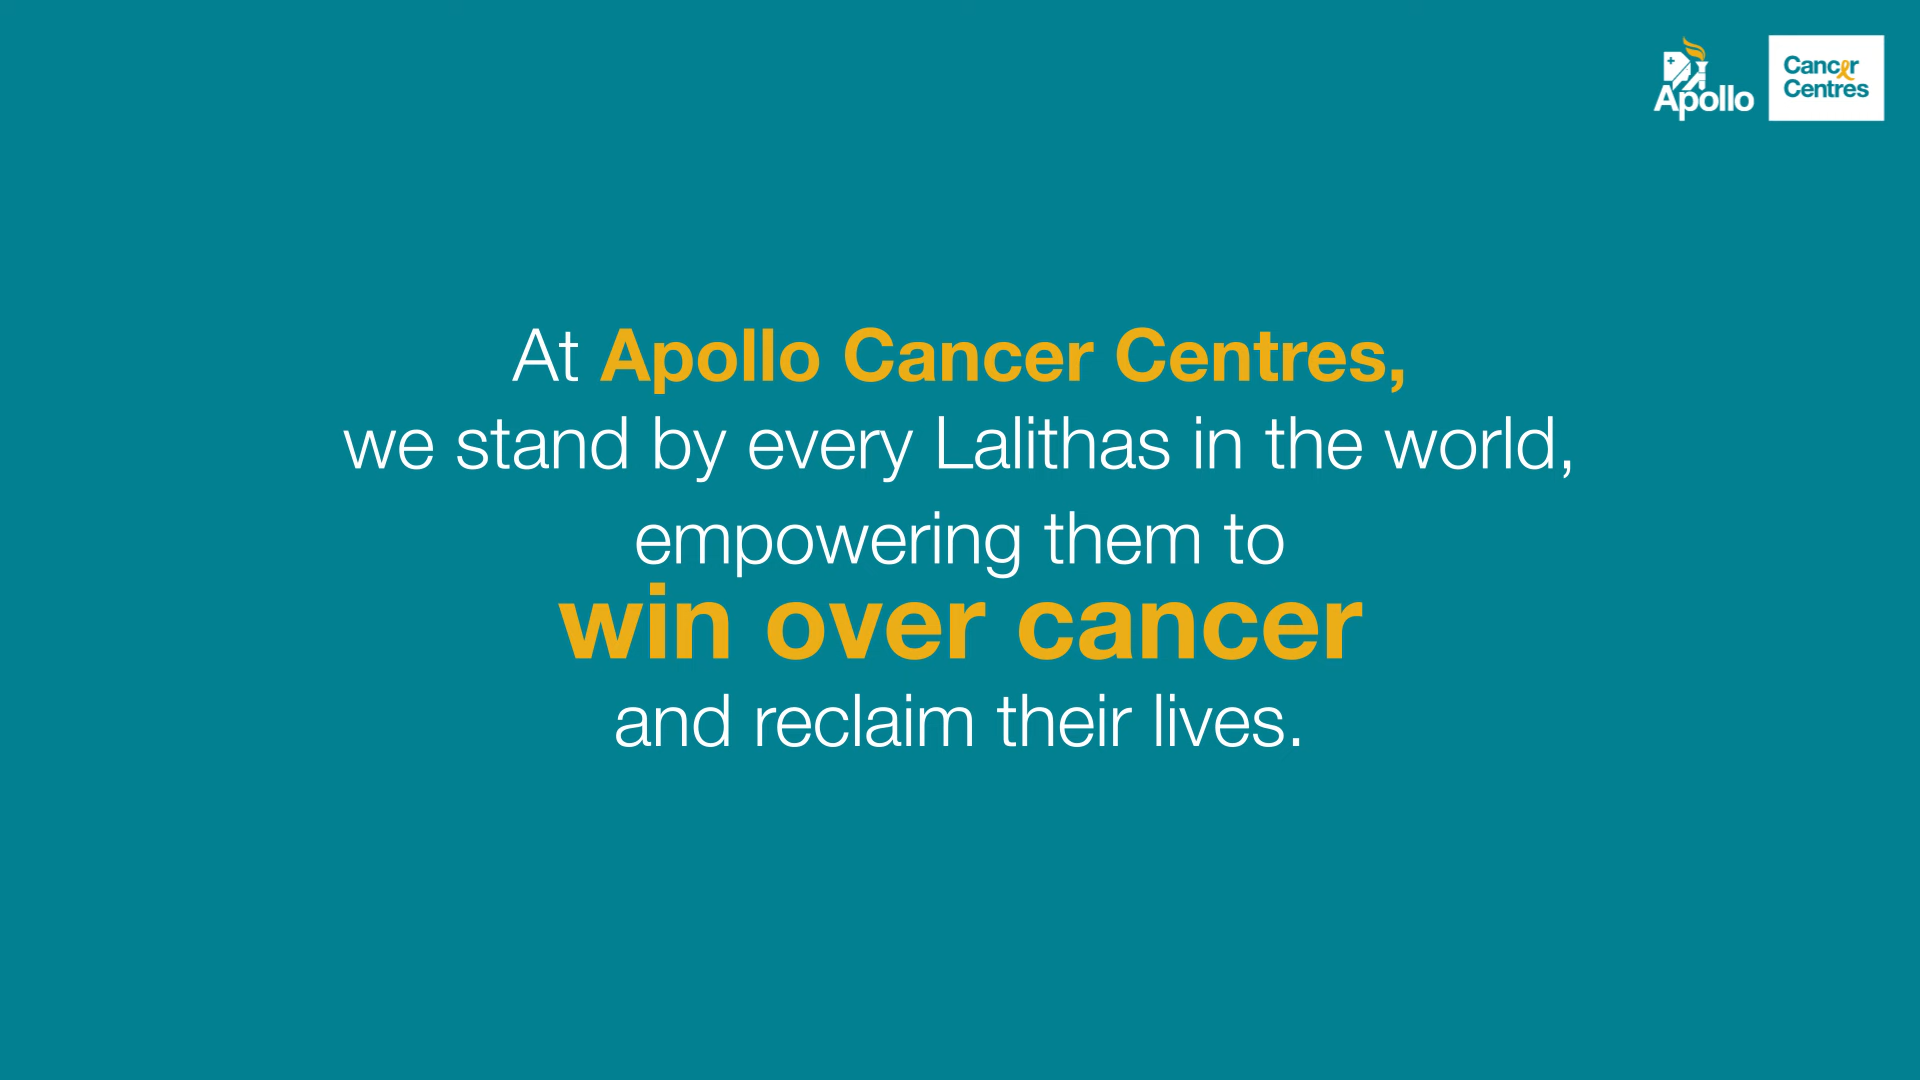 Apollo
Cancer
Centres
At Apollo Cancer Centres,
we stand by every Lalithas in the world,
empowering them to
win over cancer
and reclaim their lives.